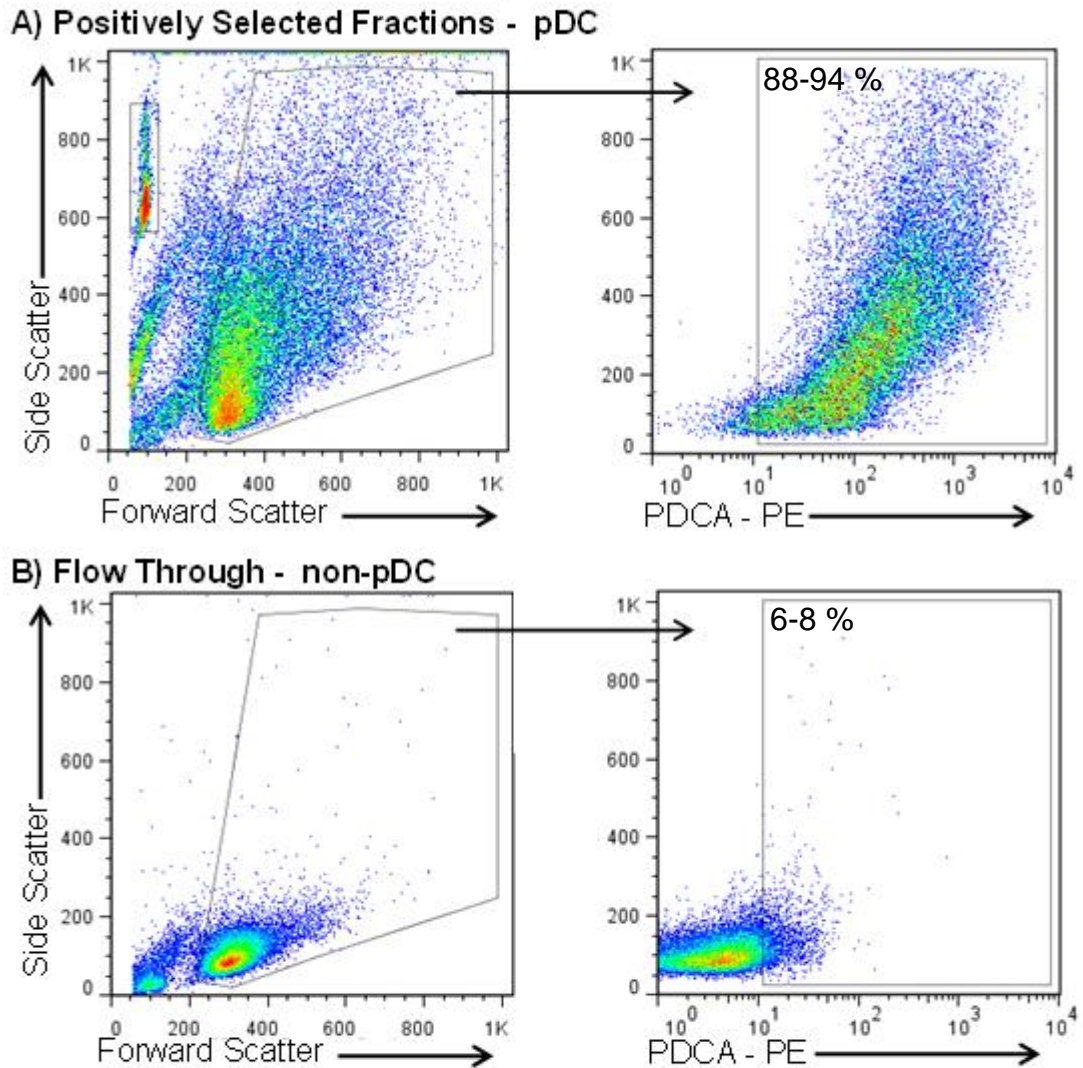 A) Positively Selected Fractions - pDC
1K
800
600
400
200
0
Side Scatter
0 200 400 600 800 1K
Forward Scatter
88-94 %
1K
800
600
400
200
0
10^0 10^1 10^2 10^3 10^4
PDCA - PE
B) Flow Through - non-pDC
1K
800
600
400
200
0
Side Scatter
0 200 400 600 800 1K
Forward Scatter
6-8 %
1K
800
600
400
200
0
10^0 10^1 10^2 10^3 10^4
PDCA - PE